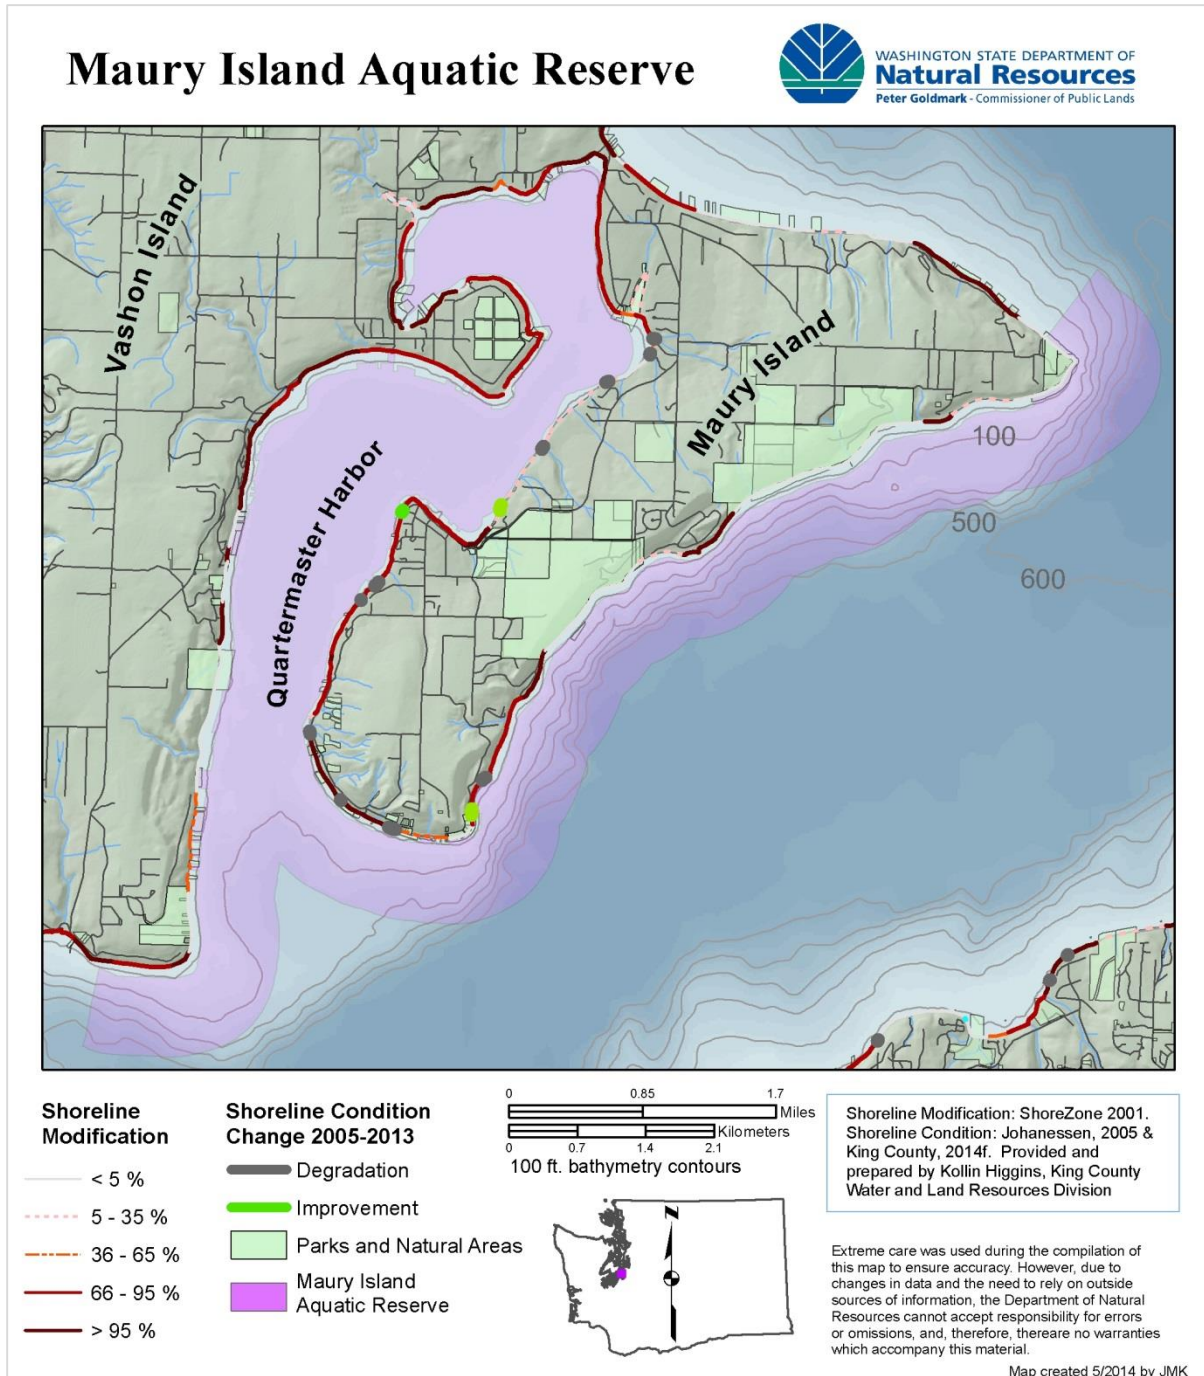 Maury Island Aquatic Reserve
WASHINGTON STATE DEPARTMENT OF
Natural Resources
Peter Goldmark - Commissioner of Public Lands
Vashon Island
Maury Island
Quartermaster Harbor
100
500
600
Shoreline
Modification
< 5 %
5 - 35 %
36 - 65 %
66 - 95 %
> 95 %
Shoreline Condition
Change 2005-2013
Degradation
Improvement
Parks and Natural Areas
Maury Island
Aquatic Reserve
0 0.85 1.7
Miles
Kilometers
0 0.7 1.4 2.1
100 ft. bathymetry contours
N
Shoreline Modification: ShoreZone 2001.
Shoreline Condition: Johanessen, 2005 &
King County, 2014f. Provided and
prepared by Kollin Higgins, King County
Water and Land Resources Division
Extreme care was used during the compilation of
this map to ensure accuracy. However, due to
changes in data and the need to rely on outside
sources of information, the Department of Natural
Resources cannot accept responsibility for errors
or omissions, and, therefore, thereare no warranties
which accompany this material.
Map created 5/2014 by JMK